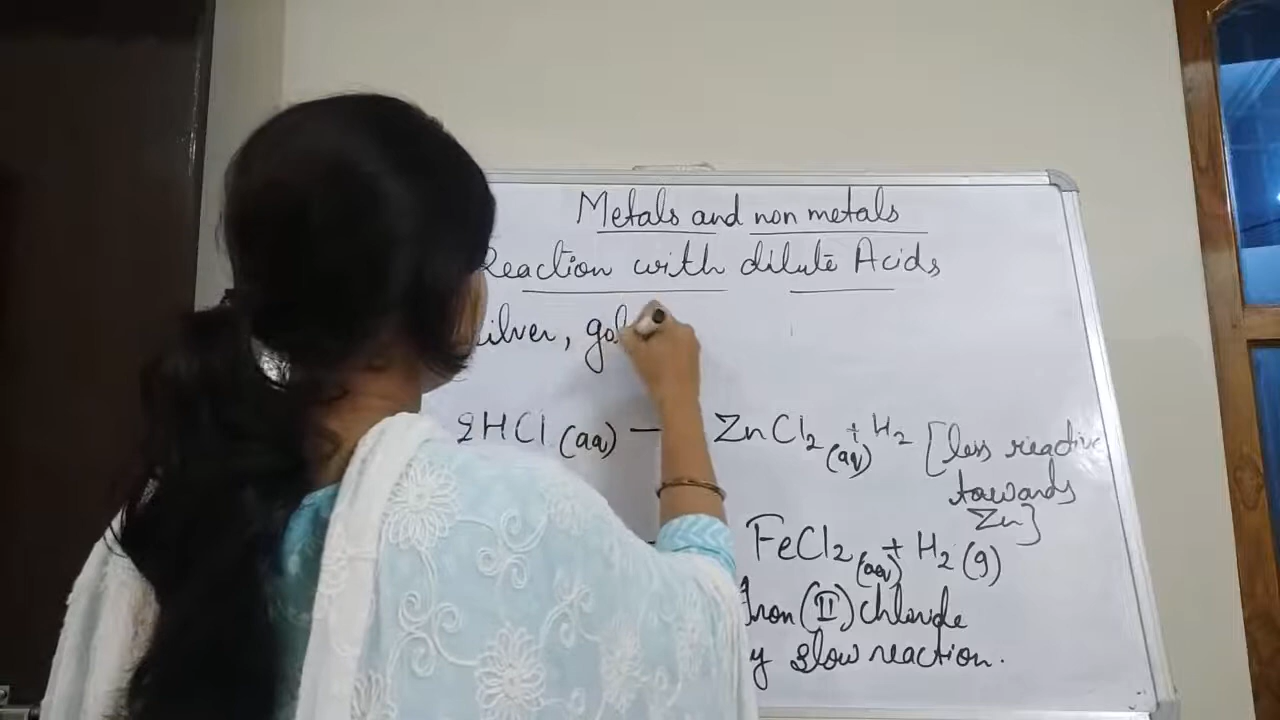 Metals and non metals
Reaction with dilute Acids
ilver, gol
2HCl (aq) — ZnCl2 (aq) + H2 [less reactive
towards
Zn]
FeCl2 (aq) + H2 (g)
Iron (II) chloride
y slow reaction.